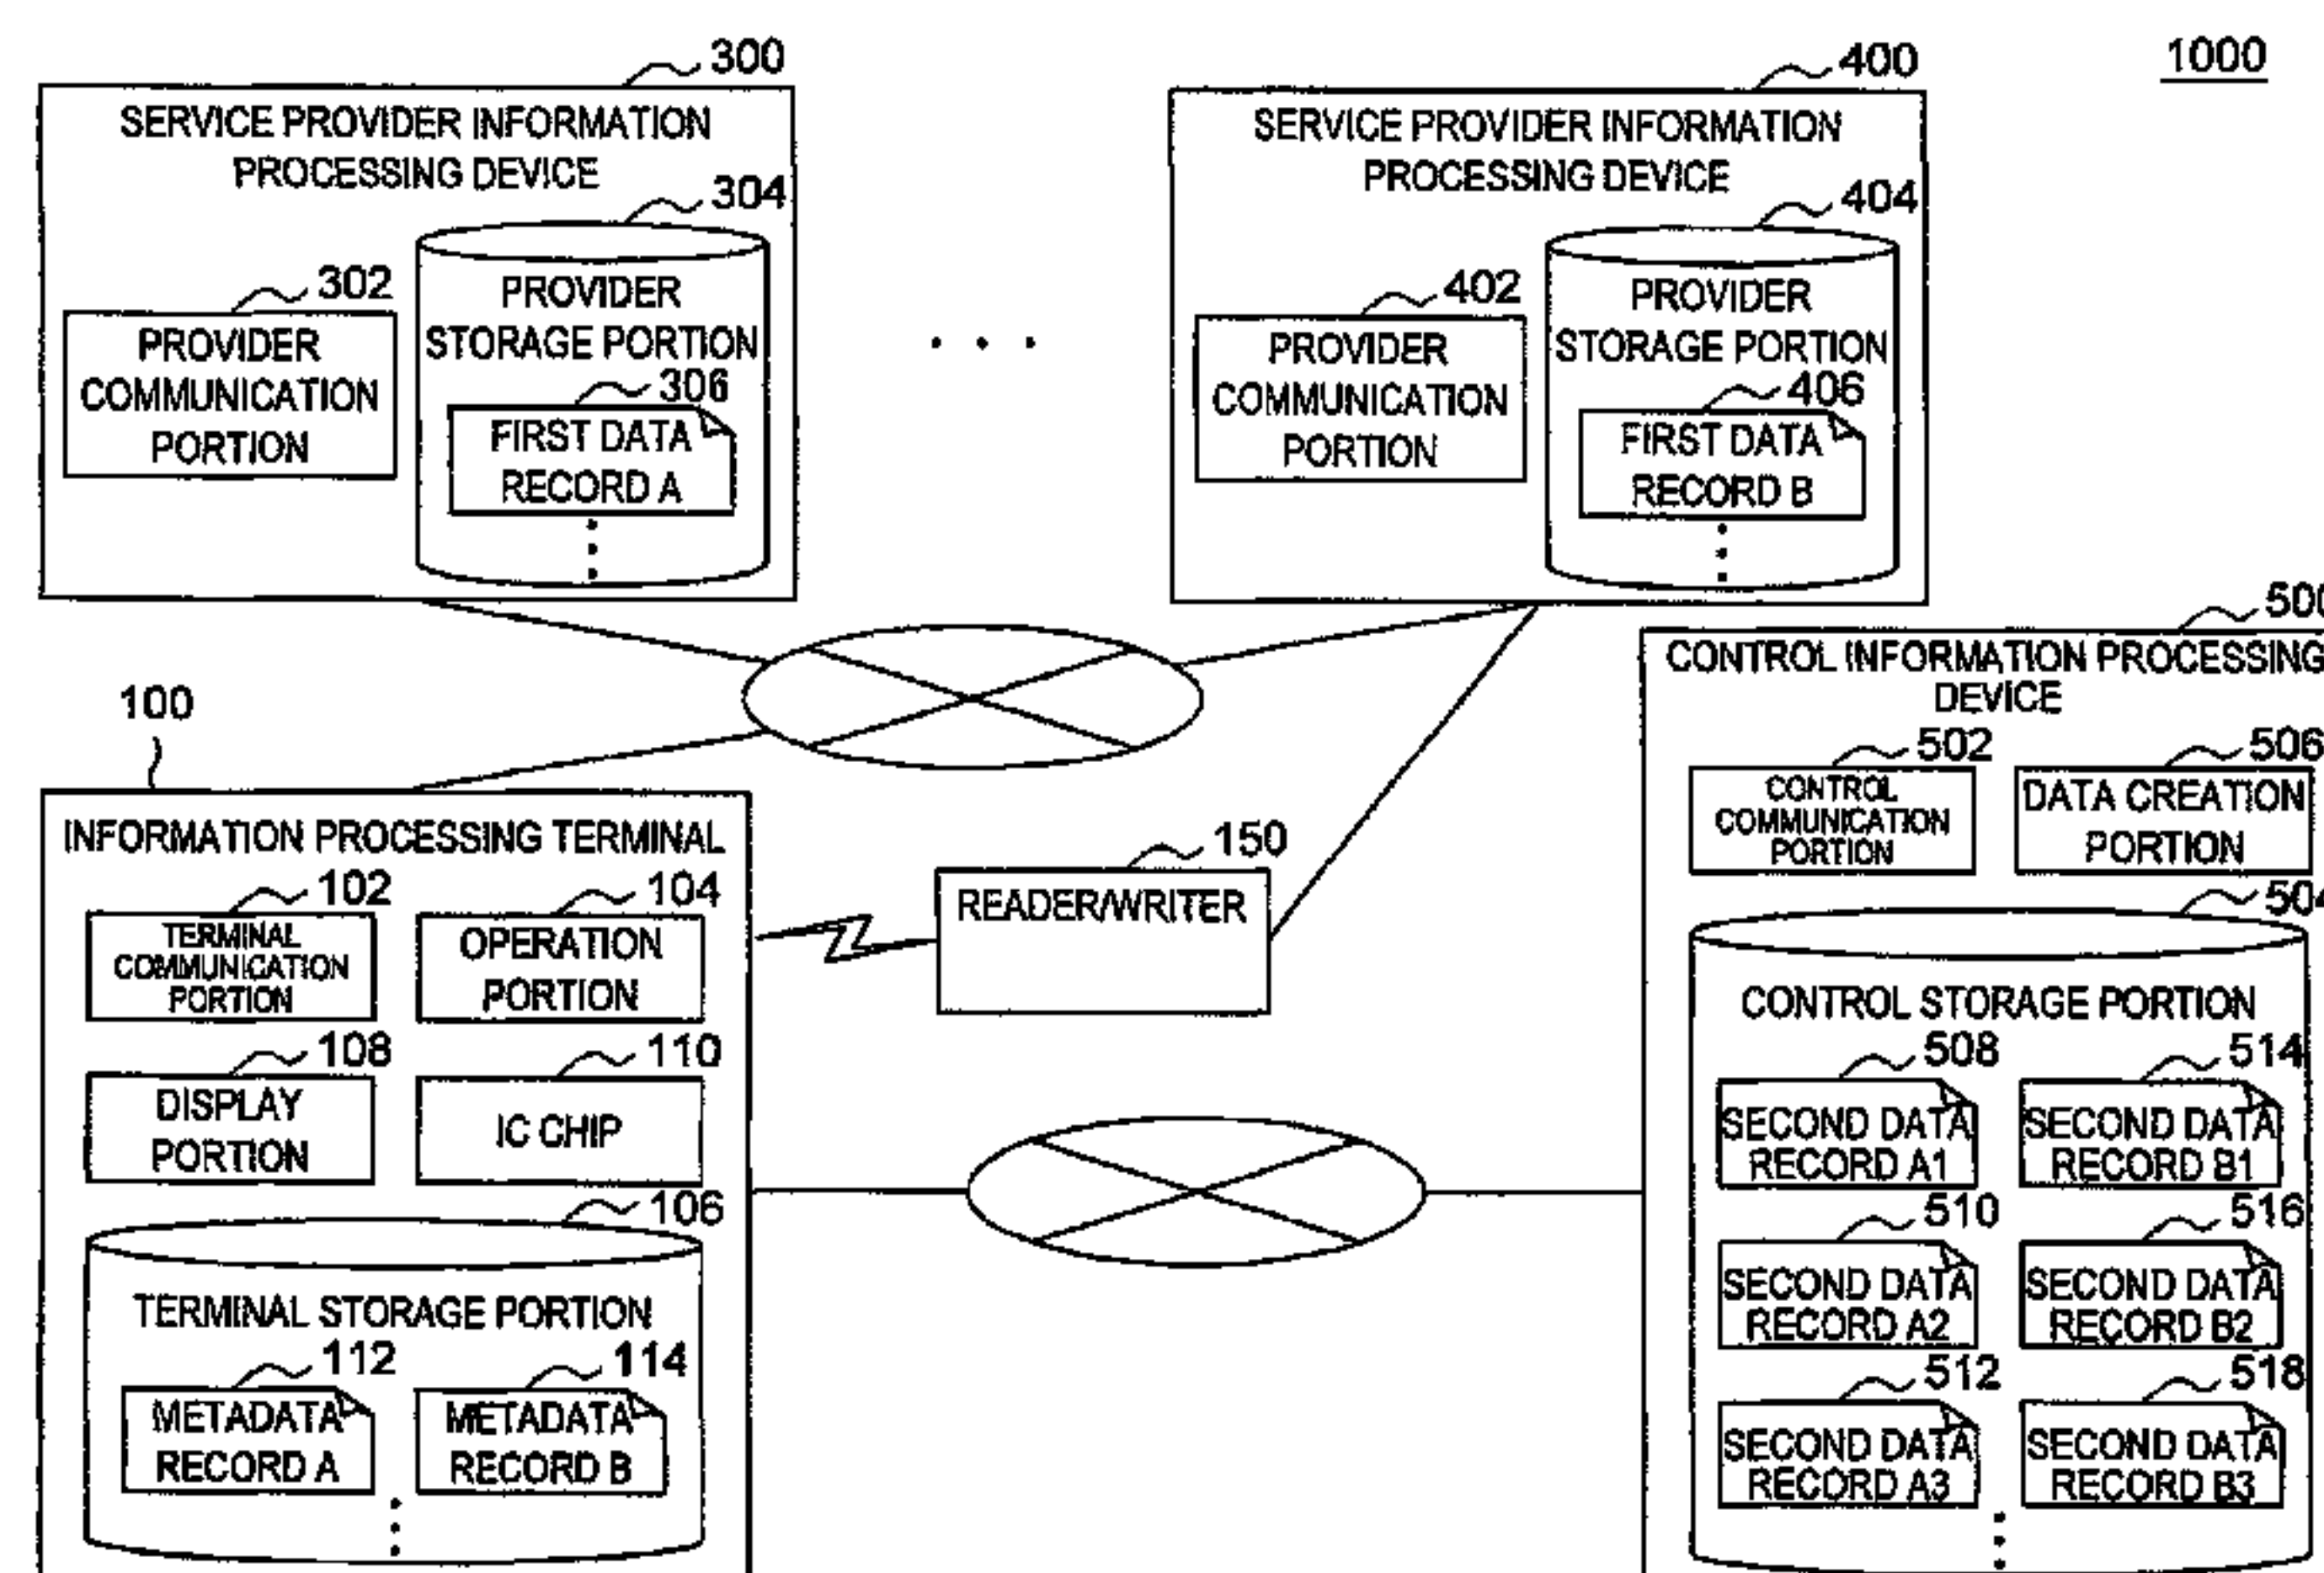 1000
300
SERVICE PROVIDER INFORMATION
PROCESSING DEVICE
304
302
PROVIDER
COMMUNICATION
PORTION
PROVIDER
STORAGE PORTION
306
FIRST DATA
RECORD A
400
SERVICE PROVIDER INFORMATION
PROCESSING DEVICE
404
402
PROVIDER
COMMUNICATION
PORTION
PROVIDER
STORAGE PORTION
406
FIRST DATA
RECORD B
100
INFORMATION PROCESSING TERMINAL
102
TERMINAL
COMMUNICATION
PORTION
104
OPERATION
PORTION
108
DISPLAY
PORTION
110
IC CHIP
106
TERMINAL STORAGE PORTION
112
METADATA
RECORD A
114
METADATA
RECORD B
150
READER/WRITER
500
CONTROL INFORMATION PROCESSING
DEVICE
502
CONTROL
COMMUNICATION
PORTION
506
DATA CREATION
PORTION
504
CONTROL STORAGE PORTION
508
SECOND DATA
RECORD A1
514
SECOND DATA
RECORD B1
510
SECOND DATA
RECORD A2
516
SECOND DATA
RECORD B2
512
SECOND DATA
RECORD A3
518
SECOND DATA
RECORD B3